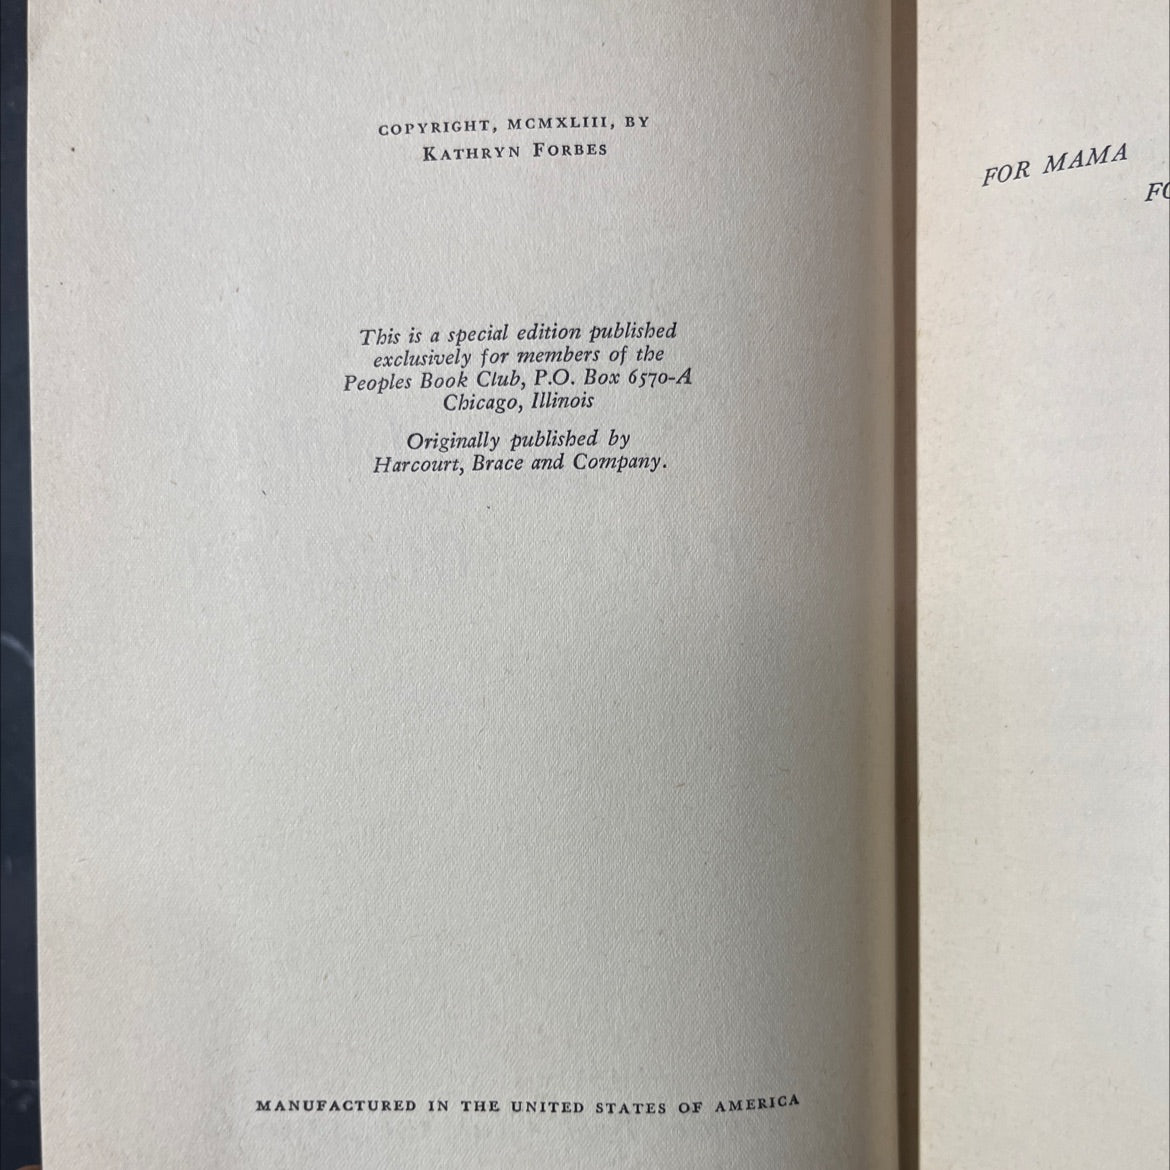 COPYRIGHT, MCMXLIII, BY
KATHRYN FORBES
This is a special edition published
exclusively for members of the
Peoples Book Club, P.O. Box 6570-A
Chicago, Illinois
Originally published by
Harcourt, Brace and Company.
MANUFACTURED IN THE UNITED STATES OF AMERICA
FOR MAMA